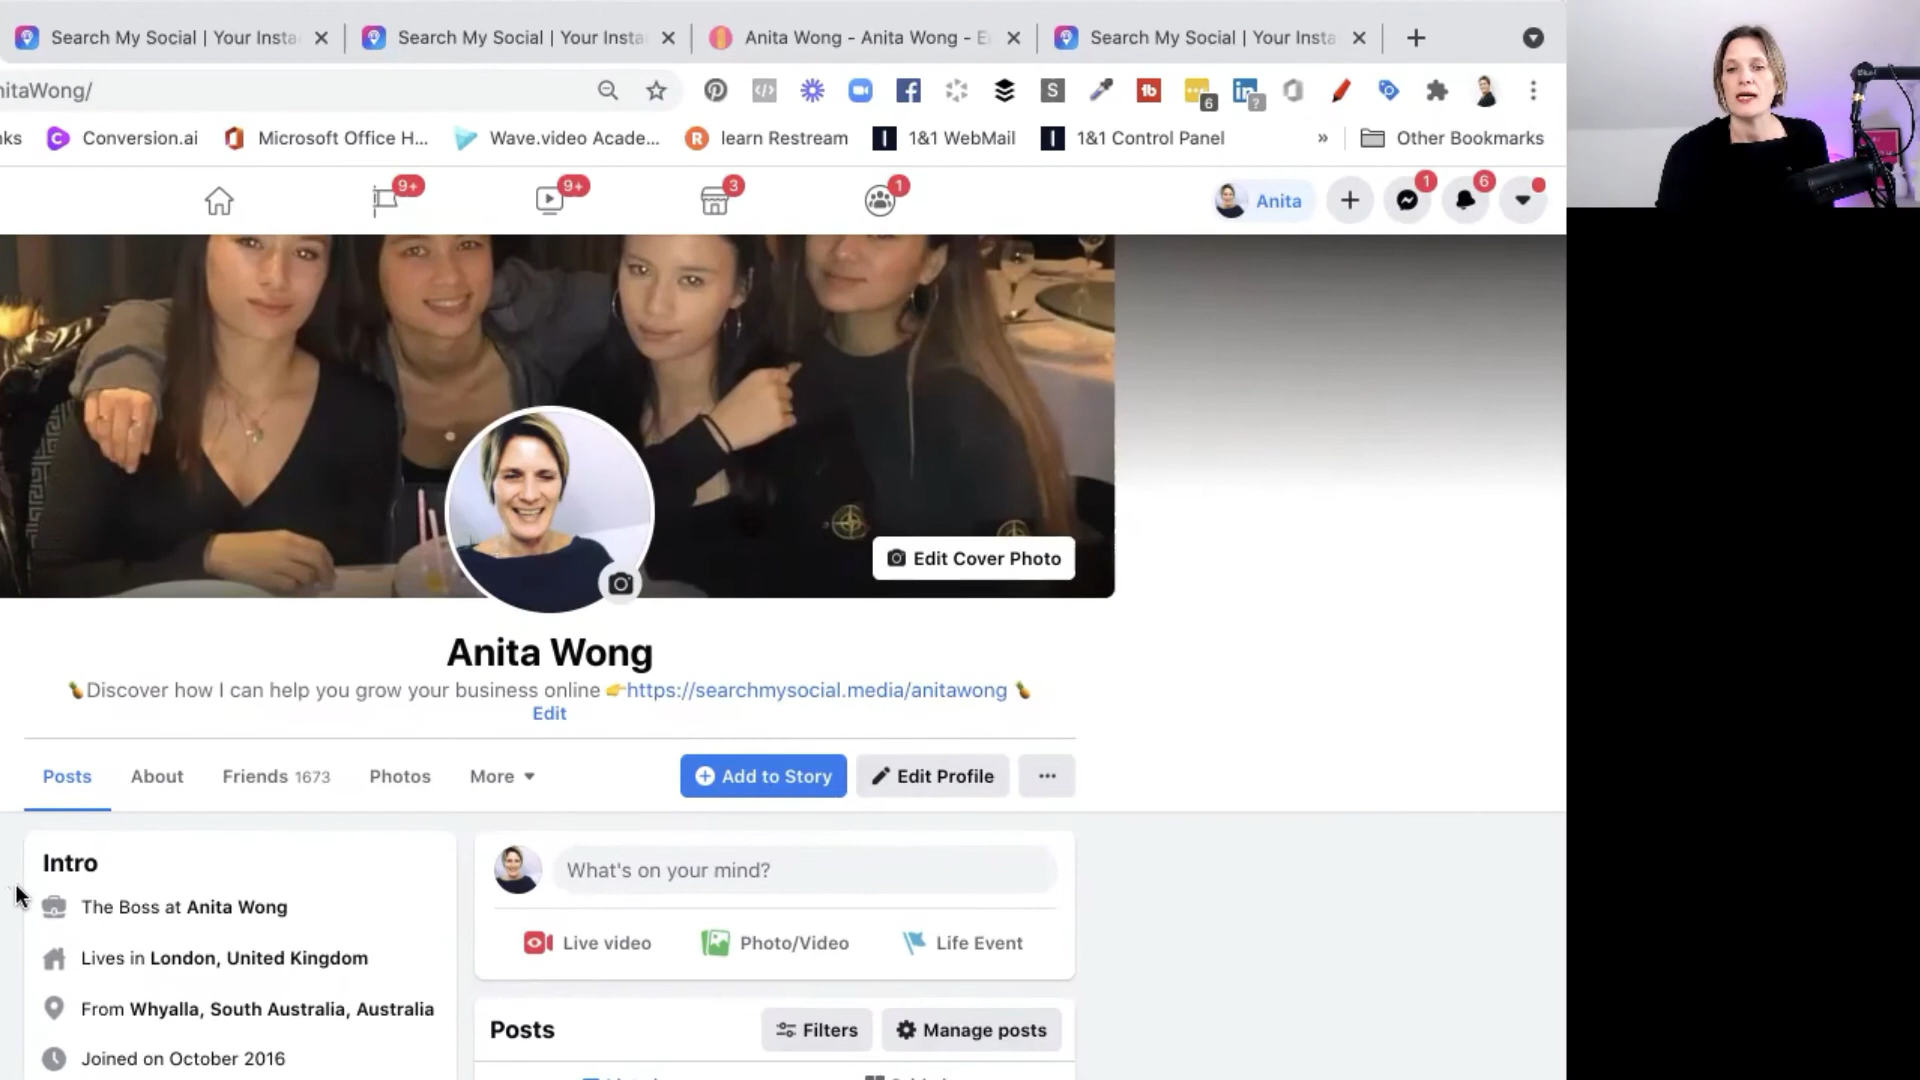 Search My Social | Your Insta
Search My Social | Your Insta
Anita Wong - Anita Wong - E
Search My Social | Your Insta
nitaWong/
6
?
Conversion.ai
Microsoft Office H...
Wave.video Acade...
learn Restream
1&1 WebMail
1&1 Control Panel
»
Other Bookmarks
9+
9+
3
1
Anita
1
6
Edit Cover Photo
Anita Wong
🍍Discover how I can help you grow your business online 👉https://searchmysocial.media/anitawong 🍍
Edit
Posts
About
Friends 1673
Photos
More
Add to Story
Edit Profile
...
Intro
The Boss at Anita Wong
Lives in London, United Kingdom
From Whyalla, South Australia, Australia
Joined on October 2016
What's on your mind?
Live video
Photo/Video
Life Event
Posts
Filters
Manage posts